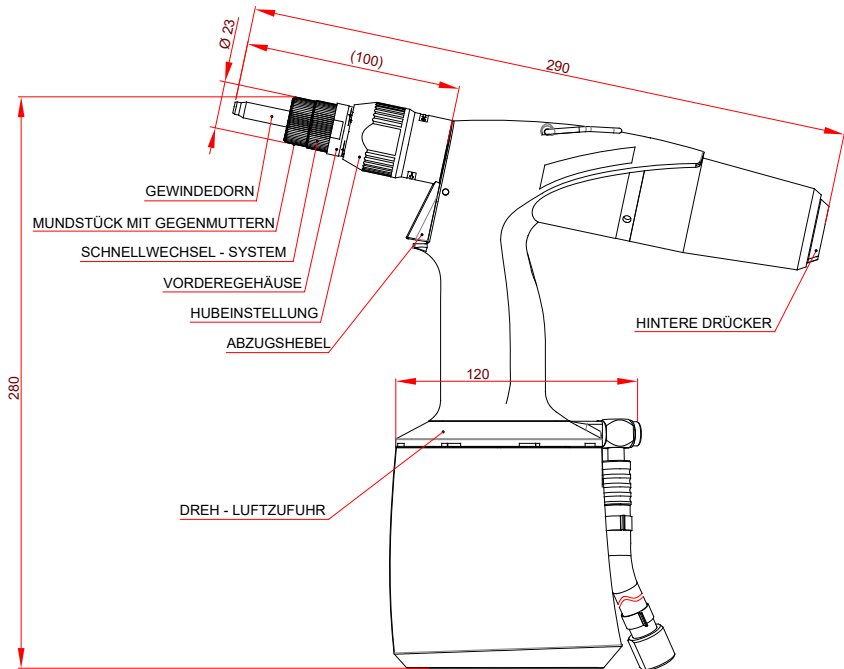 Ø 23
(100)
290
GEWINDEDORN
MUNDSTÜCK MIT GEGENMUTTERN
SCHNELLWECHSEL - SYSTEM
VORDEREGEHÄUSE
HUBEINSTELLUNG
ABZUGSHEBEL
HINTERE DRÜCKER
280
120
DREH - LUFTZUFUHR